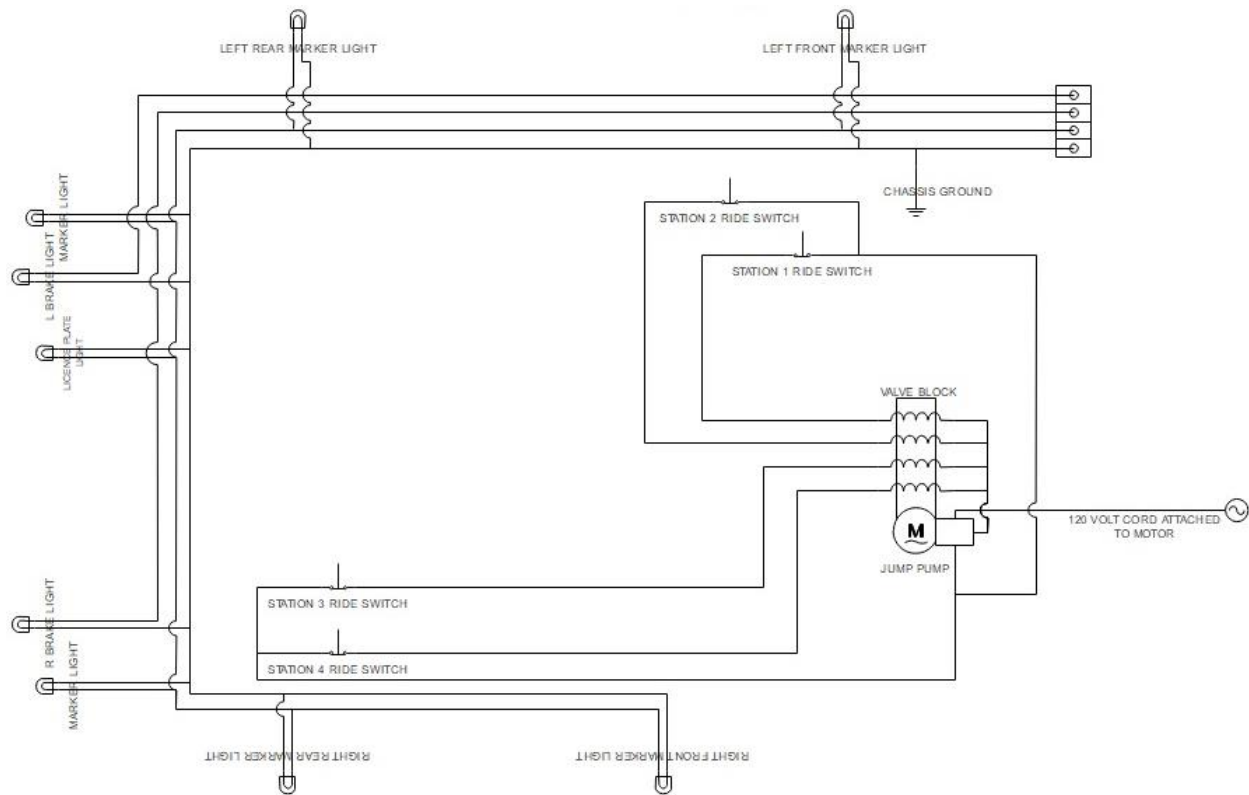 LEFT REAR MARKER LIGHT
LEFT FRONT MARKER LIGHT
MARKER LIGHT
CHASSIS GROUND
STATION 2 RIDE SWITCH
L BRAKE LIGHT
STATION 1 RIDE SWITCH
LICENCE PLATE
LIGHT
VALVE BLOCK
120 VOLT CORD ATTACHED
TO MOTOR
M
JUMP PUMP
R BRAKE LIGHT
STATION 3 RIDE SWITCH
MARKER LIGHT
STATION 4 RIDE SWITCH
RIGHT REAR MARKER LIGHT
RIGHT FRONT MARKER LIGHT